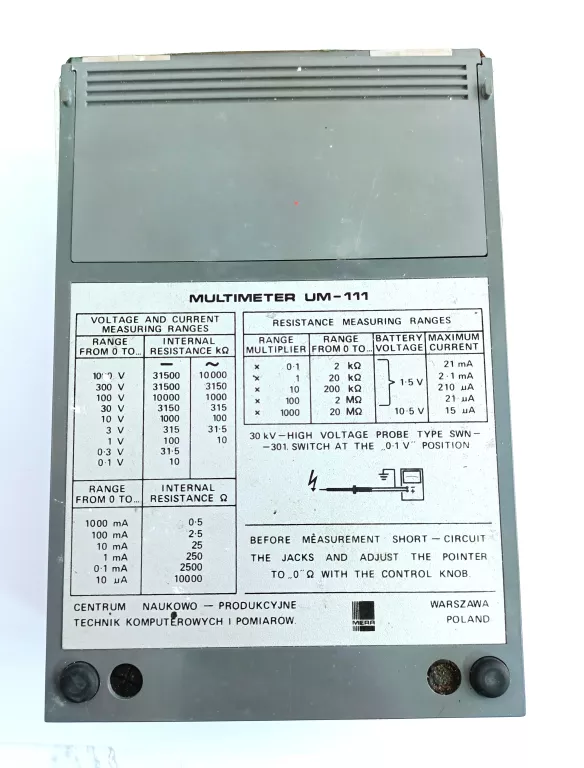 MULTIMETER UM-111
VOLTAGE AND CURRENT
MEASURING RANGES
RANGE
FROM 0 TO...
INTERNAL
RESISTANCE kΩ
— ~
V 31500 10000
300 V 31500 3150
100 V 10000 1000
30 V 3150 315
10 V 1000 100
3 V 315 31·5
1 V 100 10
0·3 V 31·5
0·1 V 10
RANGE
FROM 0 TO...
INTERNAL
RESISTANCE Ω
1000 mA 0·5
100 mA 2·5
10 mA 25
1 mA 250
0·1 mA 2500
10 µA 10000
RESISTANCE MEASURING RANGES
RANGE
MULTIPLIER
RANGE
FROM 0 TO...
BATTERY
VOLTAGE
MAXIMUM
CURRENT
× 0·1 2 kΩ 21 mA
× 1 20 kΩ 2·1 mA
× 10 200 kΩ 1·5 V 210 µA
× 100 2 MΩ 21 µA
× 1000 20 MΩ 10·5 V 15 µA
30 kV-HIGH VOLTAGE PROBE TYPE SWN-
-301. SWITCH AT THE „0·1 V" POSITION
BEFORE MEASUREMENT SHORT-CIRCUIT
THE JACKS AND ADJUST THE POINTER
TO „0" Ω WITH THE CONTROL KNOB.
CENTRUM NAUKOWO - PRODUKCYJNE
TECHNIK KOMPUTEROWYCH I POMIAROW.
MERA
WARSZAWA
POLAND